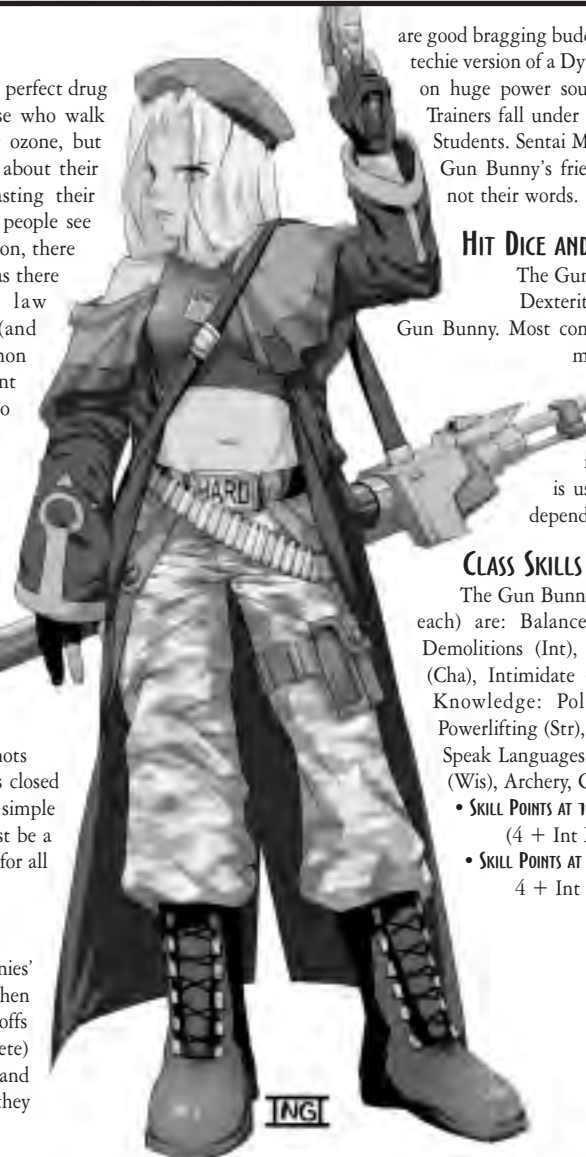 perfect drug
se who walk
ozone, but
about their
asting their
people see
on, there
as there
law
(and
non
nt
o
nots
s closed
simple
st be a
for all
nies'
hen
offs
ete)
and
they
HARD
NG
are good bragging budd
techie version of a Dy
on huge power sou
Trainers fall under
Students. Sentai M
Gun Bunny's frie
not their words.
HIT DICE AND
The Gun
Dexterit
Gun Bunny. Most con
m
is us
depend
CLASS SKILLS
The Gun Bunn
each) are: Balance
Demolitions (Int),
(Cha), Intimidate
Knowledge: Pol
Powerlifting (Str),
Speak Languages
(Wis), Archery, C
• SKILL POINTS AT 1
(4 + Int
• SKILL POINTS AT
4 + Int